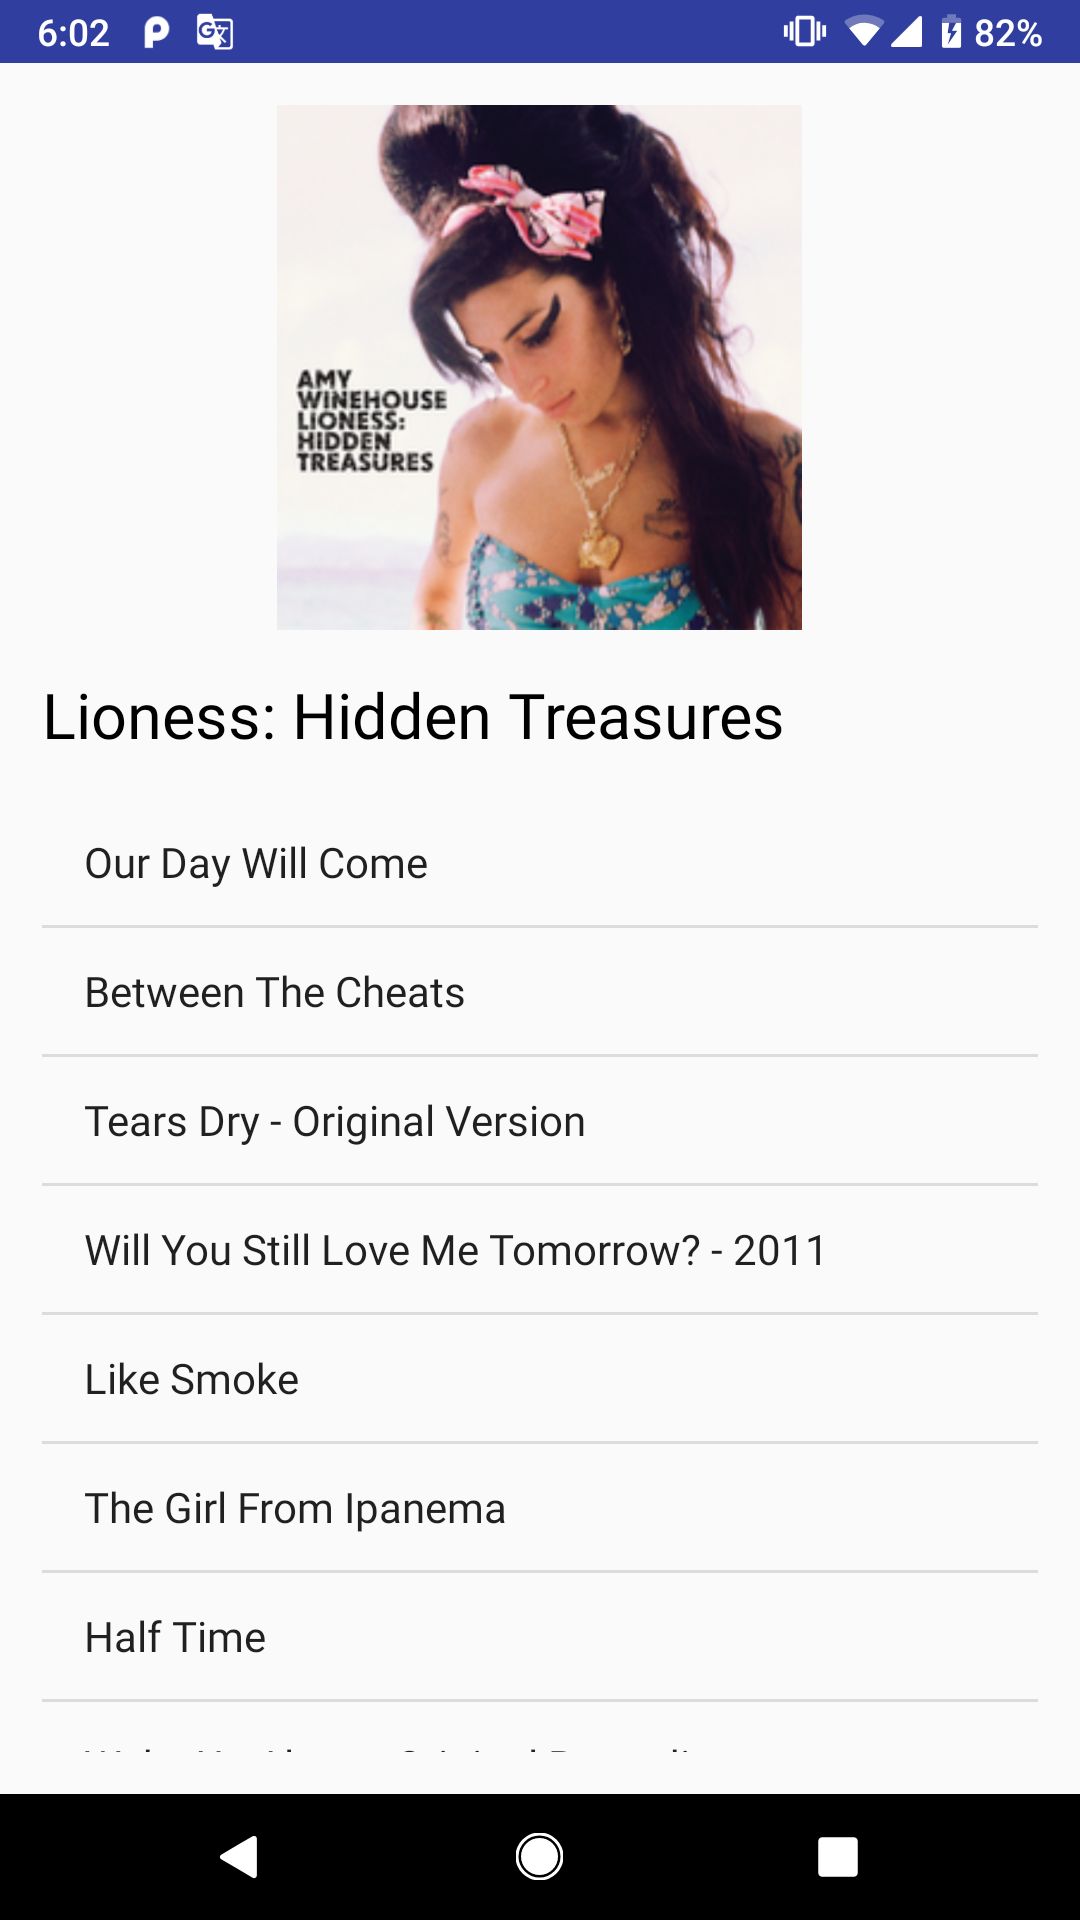 6:02
82%
AMY
WINEHOUSE
LIONESS:
HIDDEN
TREASURES
Lioness: Hidden Treasures
Our Day Will Come
Between The Cheats
Tears Dry - Original Version
Will You Still Love Me Tomorrow? - 2011
Like Smoke
The Girl From Ipanema
Half Time